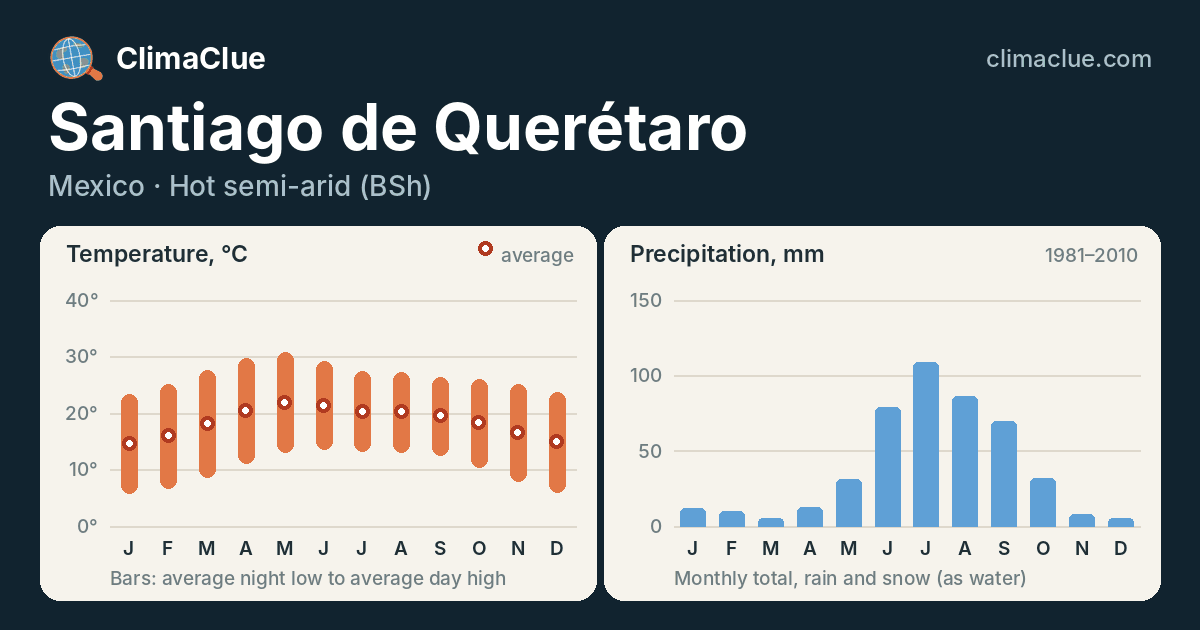 ClimaClue
climaclue.com
Santiago de Querétaro
Mexico · Hot semi-arid (BSh)
Temperature, °C
average
40°
30°
20°
10°
0°
J F M A M J J A S O N D
Bars: average night low to average day high
Precipitation, mm
1981–2010
150
100
50
0
J F M A M J J A S O N D
Monthly total, rain and snow (as water)